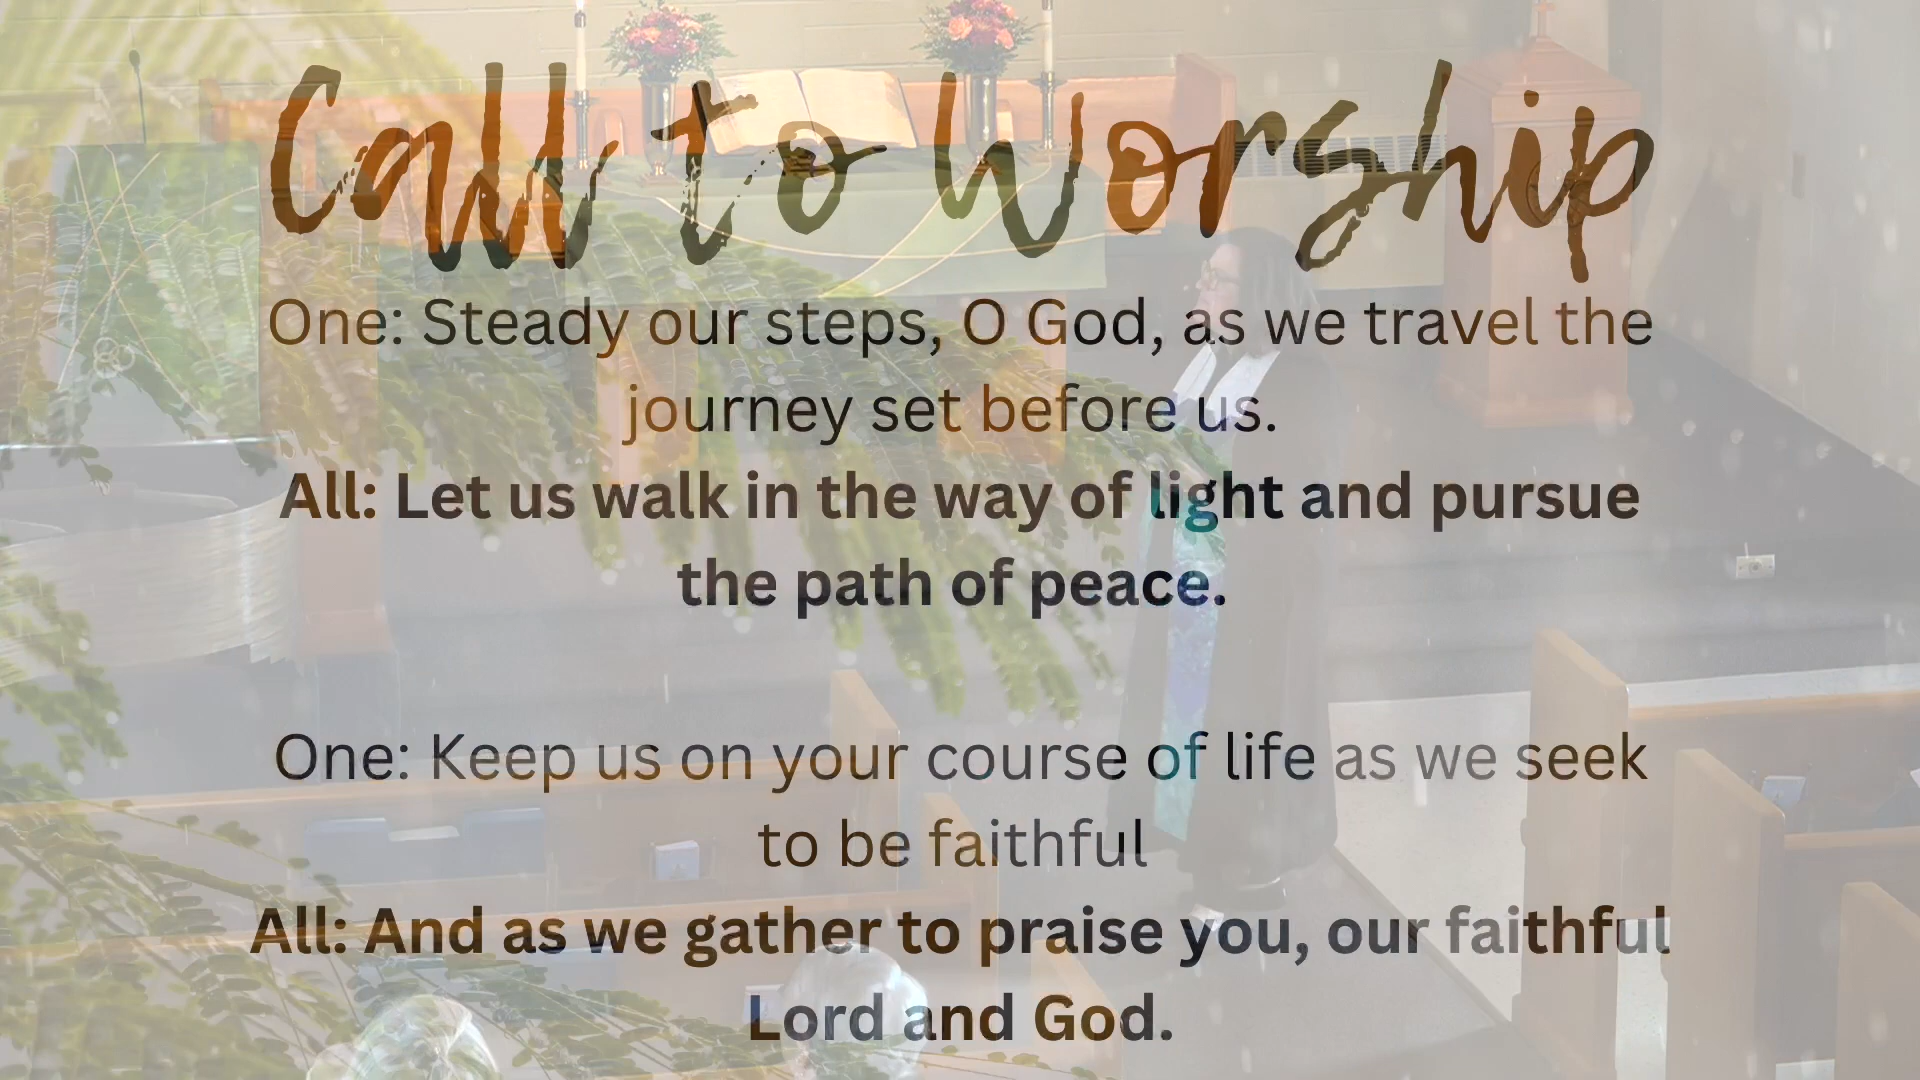 Call to Worship
One: Steady our steps, O God, as we travel the
journey set before us.
All: Let us walk in the way of light and pursue
the path of peace.
One: Keep us on your course of life as we seek
to be faithful
All: And as we gather to praise you, our faithful
Lord and God.